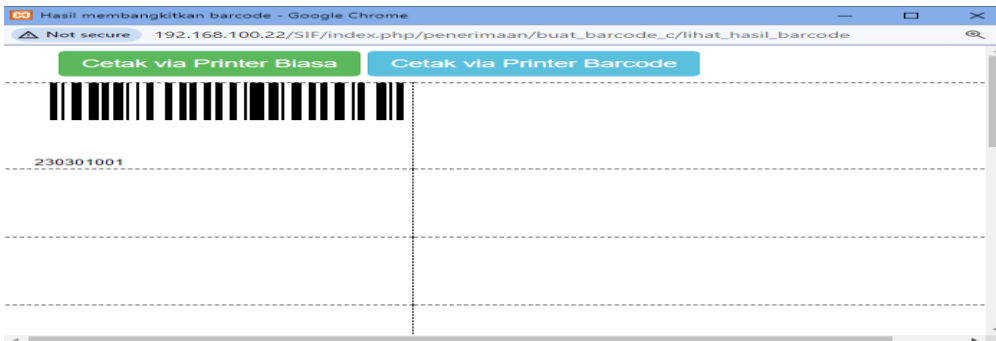 Hasil membangkitkan barcode - Google Chrome
Not secure 192.168.100.22/SIF/index.php/penerimaan/buat_barcode_c/lihat_hasil_barcode
Cetak via Printer Biasa Cetak via Printer Barcode
230301001